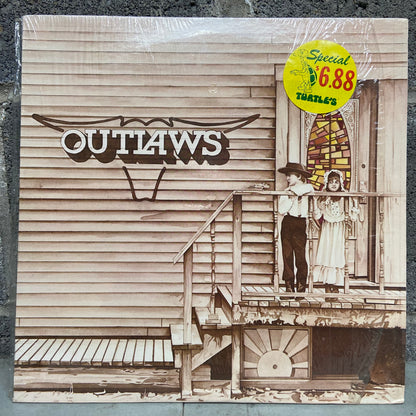 Special
$6.88
TURTLE'S
OUTLAWS